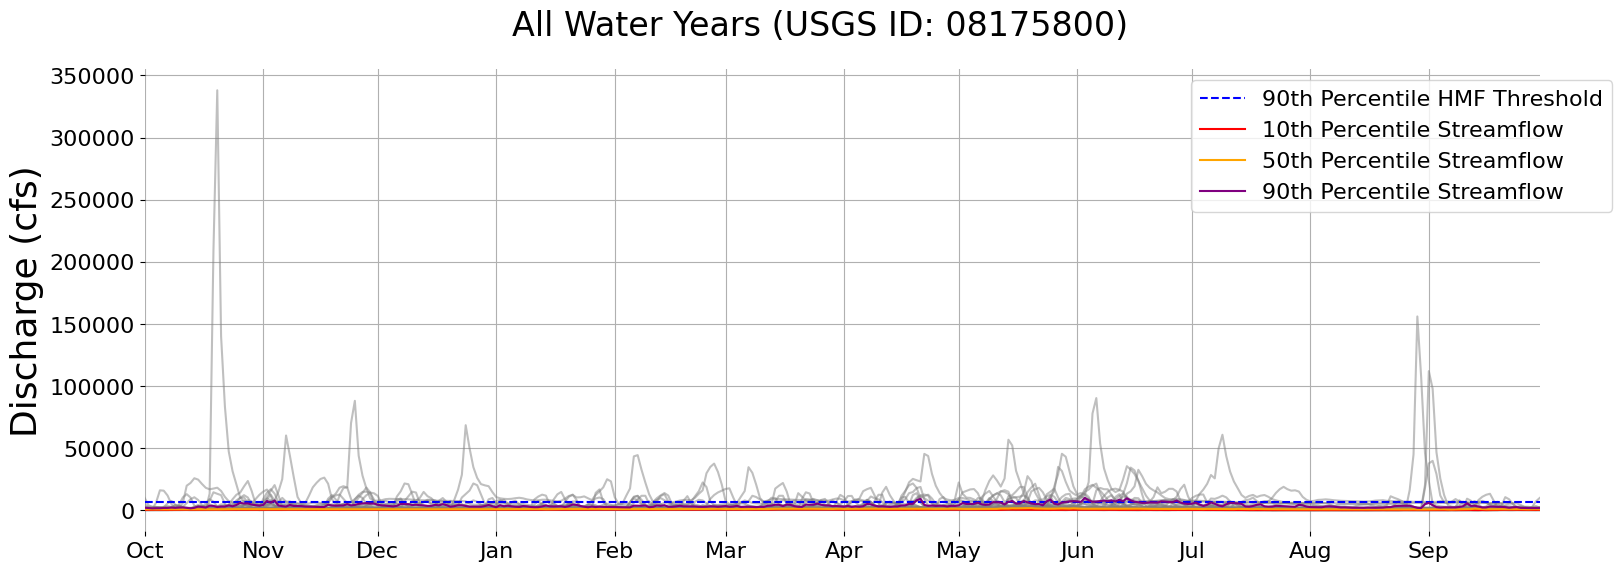 All Water Years (USGS ID: 08175800)
350000
300000
250000
200000
150000
100000
50000
0
Discharge (cfs)
90th Percentile HMF Threshold
10th Percentile Streamflow
50th Percentile Streamflow
90th Percentile Streamflow
Oct Nov Dec Jan Feb Mar Apr May Jun Jul Aug Sep